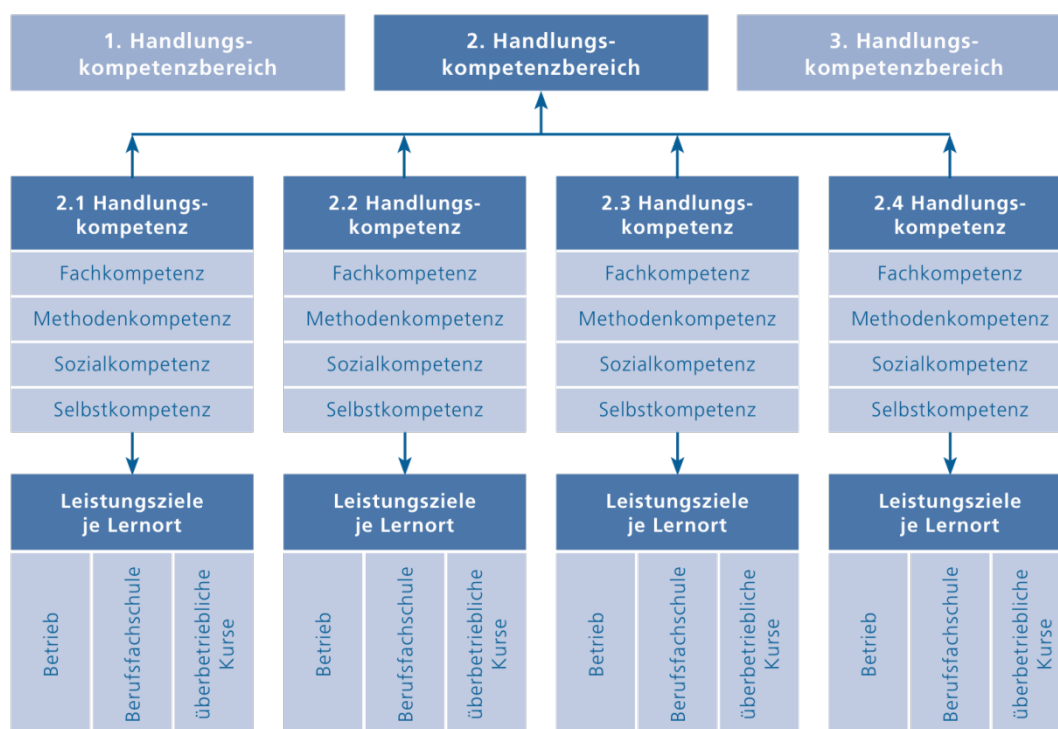 1. Handlungs-
kompetenzbereich
2. Handlungs-
kompetenzbereich
3. Handlungs-
kompetenzbereich
2.1 Handlungs-
kompetenz
Fachkompetenz
Methodenkompetenz
Sozialkompetenz
Selbstkompetenz
Leistungsziele
je Lernort
Betrieb
Berufsfachschule
überbetriebliche
Kurse
2.2 Handlungs-
kompetenz
Fachkompetenz
Methodenkompetenz
Sozialkompetenz
Selbstkompetenz
Leistungsziele
je Lernort
Betrieb
Berufsfachschule
überbetriebliche
Kurse
2.3 Handlungs-
kompetenz
Fachkompetenz
Methodenkompetenz
Sozialkompetenz
Selbstkompetenz
Leistungsziele
je Lernort
Betrieb
Berufsfachschule
überbetriebliche
Kurse
2.4 Handlungs-
kompetenz
Fachkompetenz
Methodenkompetenz
Sozialkompetenz
Selbstkompetenz
Leistungsziele
je Lernort
Betrieb
Berufsfachschule
überbetriebliche
Kurse